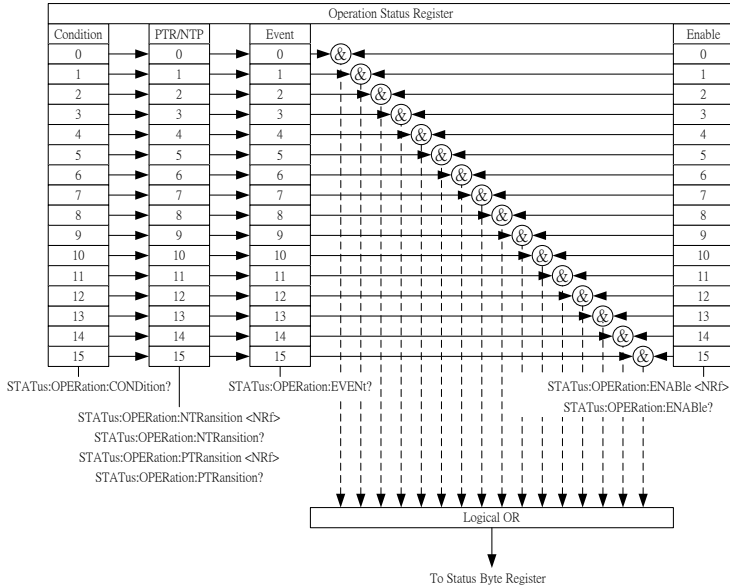 Operation Status Register
Condition PTR/NTP Event Enable
0 0 0 & 0
1 1 1 & 1
2 2 2 & 2
3 3 3 & 3
4 4 4 & 4
5 5 5 & 5
6 6 6 & 6
7 7 7 & 7
8 8 8 & 8
9 9 9 & 9
10 10 10 & 10
11 11 11 & 11
12 12 12 & 12
13 13 13 & 13
14 14 14 & 14
15 15 15 & 15
STATus:OPERation:CONDition? STATus:OPERation:EVENt? STATus:OPERation:ENABle <NRf>
STATus:OPERation:ENABle?
STATus:OPERation:NTRansition <NRf>
STATus:OPERation:NTRansition?
STATus:OPERation:PTRansition <NRf>
STATus:OPERation:PTRansition?
Logical OR
To Status Byte Register